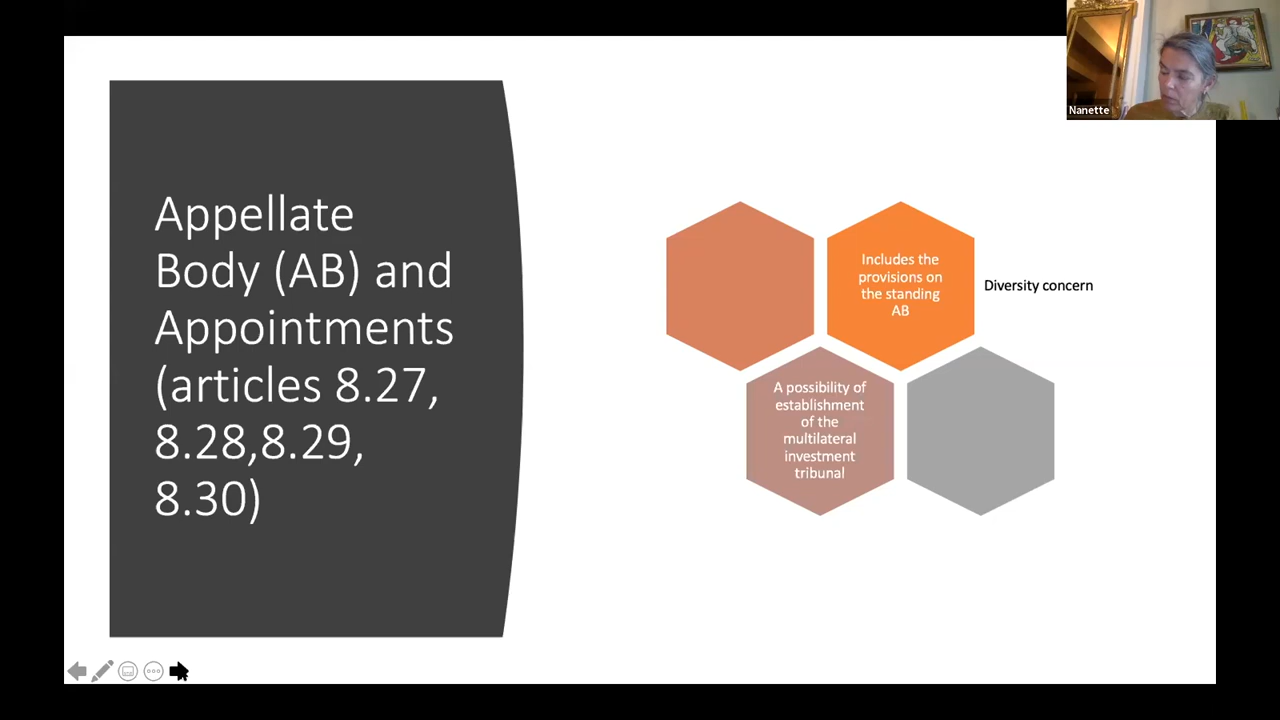 Nanette
Appellate
Body (AB) and
Appointments
(articles 8.27,
8.28,8.29,
8.30)
Includes the
provisions on
the standing
AB
Diversity concern
A possibility of
establishment
of the
multilateral
investment
tribunal